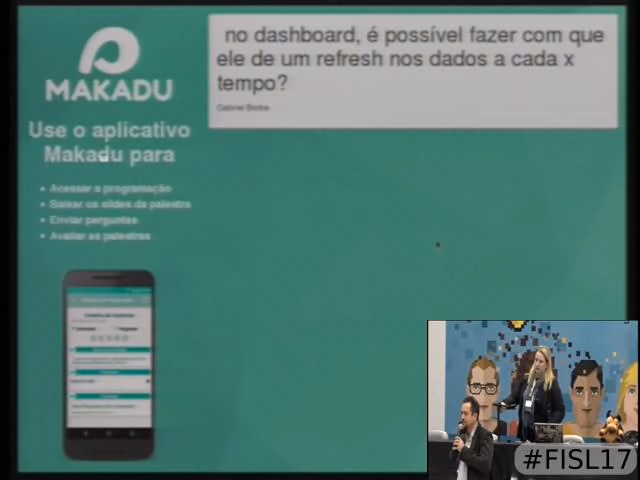 MAKADU
Use o aplicativo
Makadu para
Acessar a programação
Baixar os slides da palestra
Enviar perguntas
Avaliar as palestras
no dashboard, é possível fazer com que
ele de um refresh nos dados a cada x
tempo?
Gabriel Borba
#FISL17